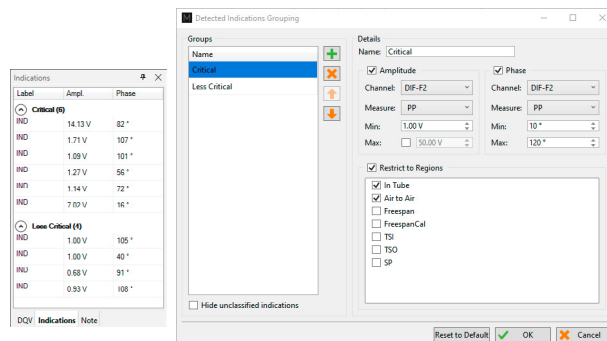 Indications
Label Ampl. Phase
Critical (6)
IND 14.13 V 82 °
IND 1.71 V 107 °
IND 1.09 V 101 °
IND 1.27 V 56 °
IND 1.14 V 72 °
IND 7.02 V 16 °
Less Critical (4)
IND 1.00 V 105 °
IND 1.00 V 40 °
IND 0.68 V 91 °
IND 0.93 V 108 °
DQV Indications Note
Detected Indications Grouping
Groups
Name
Critical
Less Critical
Hide unclassified indications
Details
Name: Critical
Amplitude
Channel: DIF-F2
Measure: PP
Min: 1.00 V
Max: 50.00 V
Phase
Channel: DIF-F2
Measure: PP
Min: 10 °
Max: 120 °
Restrict to Regions
In Tube
Air to Air
Freespan
FreespanCal
TSI
TSO
SP
Reset to Default OK Cancel